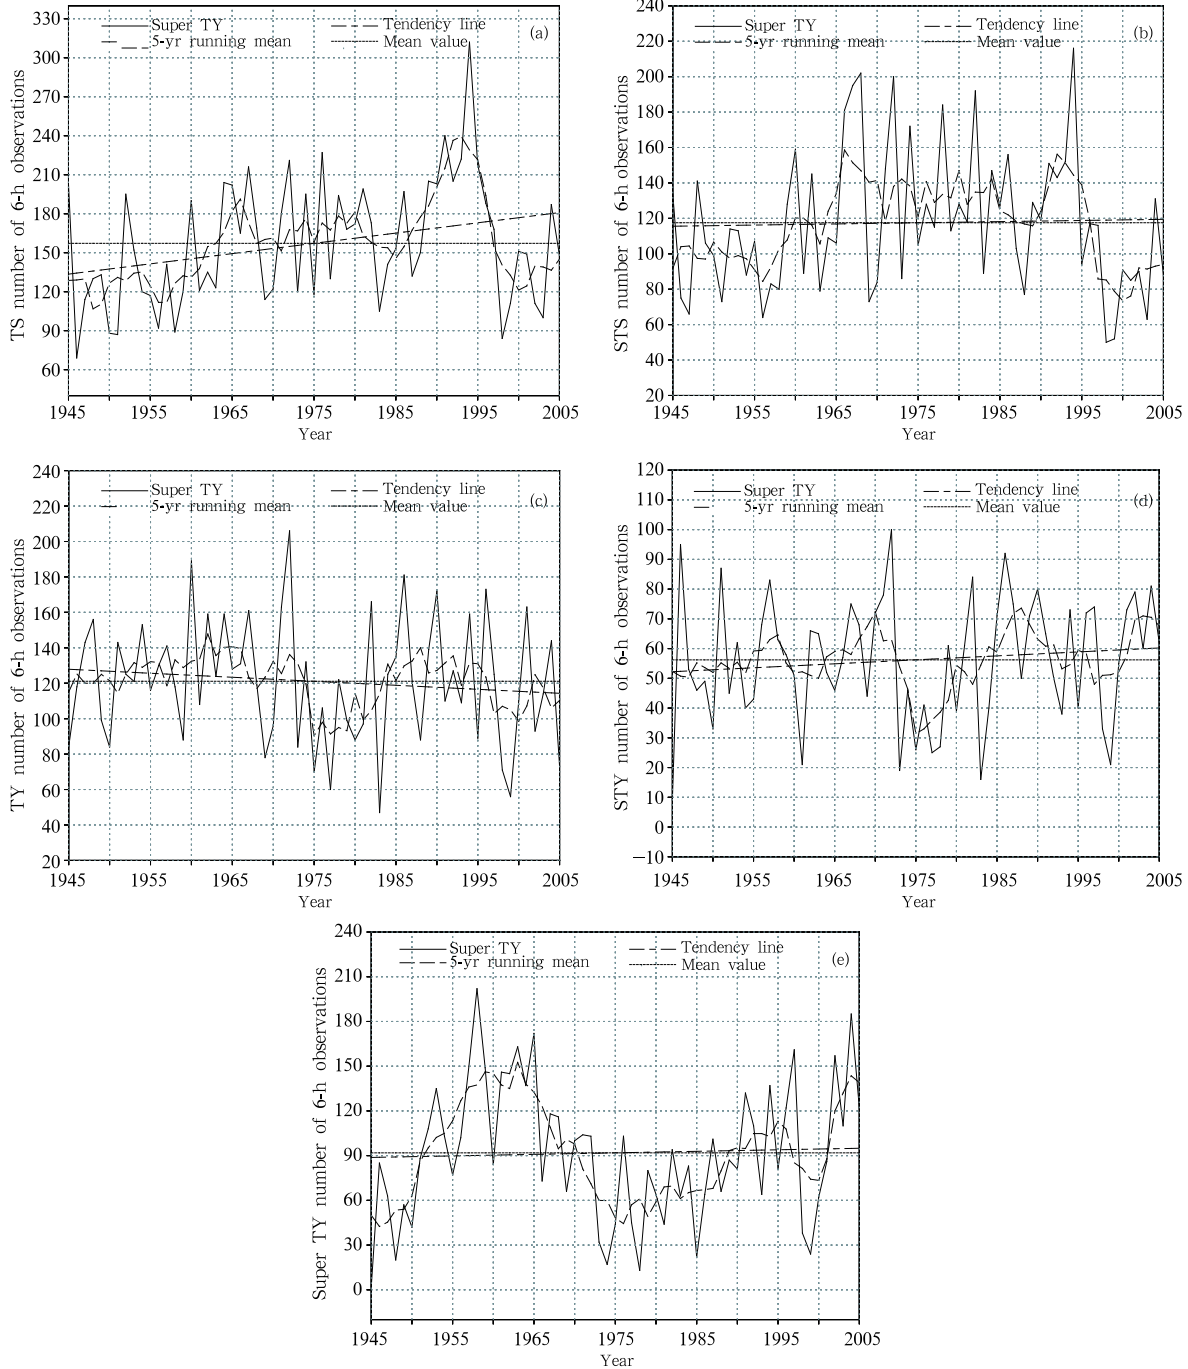 330
300
270
240
210
180
150
120
90
60
TS number of 6-h observations
Super TY
5-yr running mean
Tendency line
Mean value
(a)
1945 1955 1965 1975 1985 1995 2005
Year
240
220
200
180
160
140
120
100
80
60
40
20
STS number of 6-h observations
Super TY
5-yr running mean
Tendency line
Mean value
(b)
1945 1955 1965 1975 1985 1995 2005
Year
240
220
200
180
160
140
120
100
80
60
40
20
TY number of 6-h observations
Super TY
5-yr running mean
Tendency line
Mean value
(c)
1945 1955 1965 1975 1985 1995 2005
Year
120
110
100
90
80
70
60
50
40
30
20
10
0
−10
STY number of 6-h observations
Super TY
5-yr running mean
Tendency line
Mean value
(d)
1945 1955 1965 1975 1985 1995 2005
Year
240
210
180
150
120
90
60
30
0
Super TY number of 6-h observations
Super TY
5-yr running mean
Tendency line
Mean value
(e)
1945 1955 1965 1975 1985 1995 2005
Year